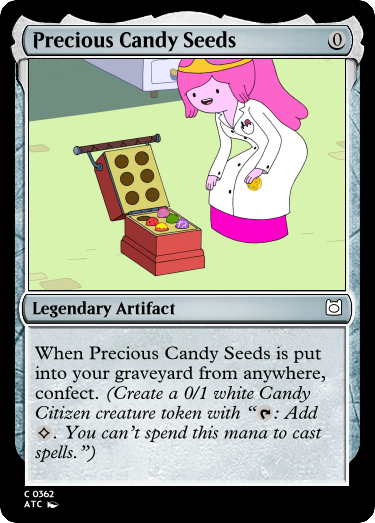 Precious Candy Seeds 0
Legendary Artifact
When Precious Candy Seeds is put
into your graveyard from anywhere,
confect. (Create a 0/1 white Candy
Citizen creature token with “: Add
. You can’t spend this mana to cast
spells.”)
C 0362
ATC